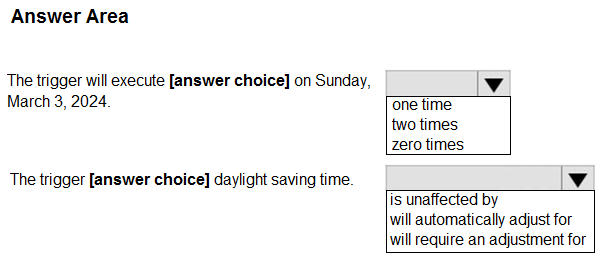 Answer Area
The trigger will execute [answer choice] on Sunday,
March 3, 2024.
one time
two times
zero times
The trigger [answer choice] daylight saving time.
is unaffected by
will automatically adjust for
will require an adjustment for